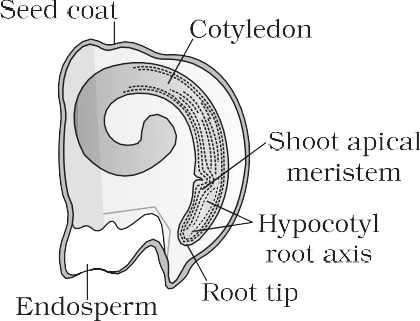 Seed coat
Cotyledon
Shoot apical
meristem
Hypocotyl
root axis
Root tip
Endosperm